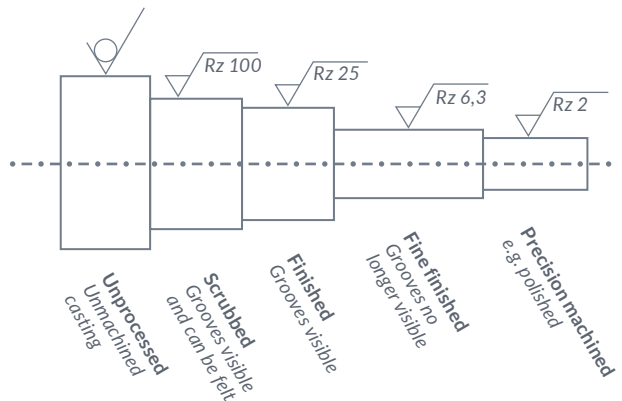 Rz 100
Rz 25
Rz 6,3
Rz 2
Unprocessed
Unmachined
casting
Scrubbed
Grooves visible
and can be felt
Finished
Grooves visible
Fine finished
Grooves no
longer visible
Precision machined
e.g. polished